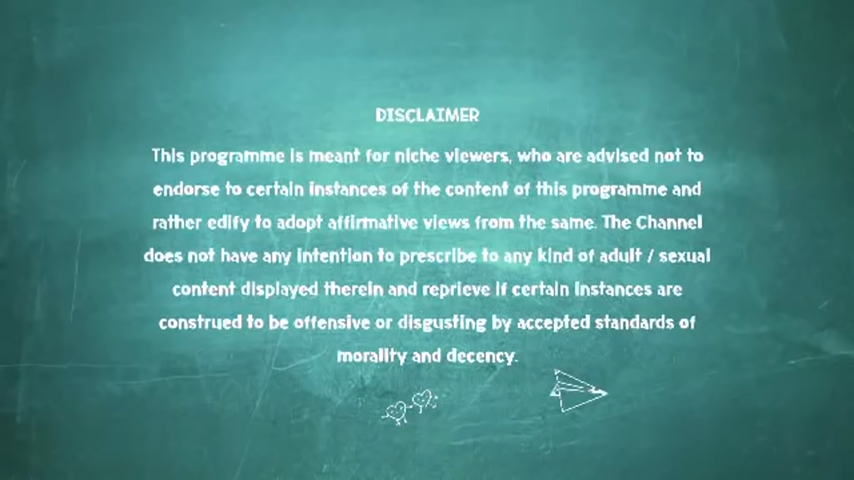 DISCLAIMER
This programme is meant for niche viewers, who are advised not to
endorse to certain instances of the content of this programme and
rather edify to adopt affirmative views from the same. The Channel
does not have any intention to prescribe to any kind of adult / sexual
content displayed therein and reprieve if certain instances are
construed to be offensive or disgusting by accepted standards of
morality and decency.